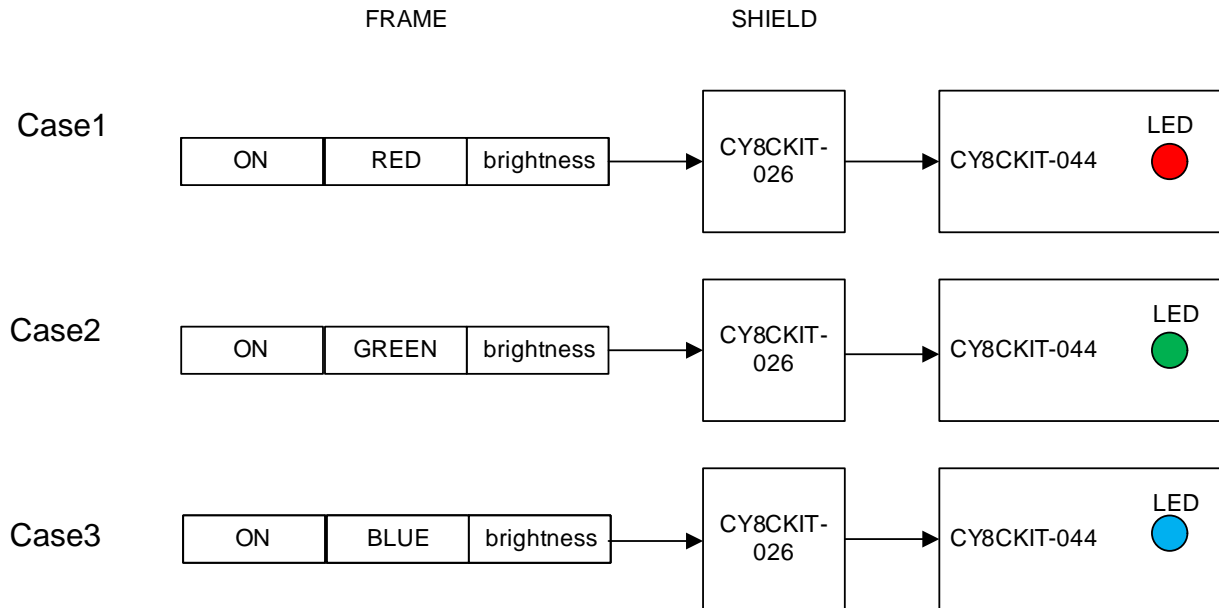 FRAME SHIELD
Case1
ON RED brightness
CY8CKIT-
026
CY8CKIT-044
LED
Case2
ON GREEN brightness
CY8CKIT-
026
CY8CKIT-044
LED
Case3
ON BLUE brightness
CY8CKIT-
026
CY8CKIT-044
LED